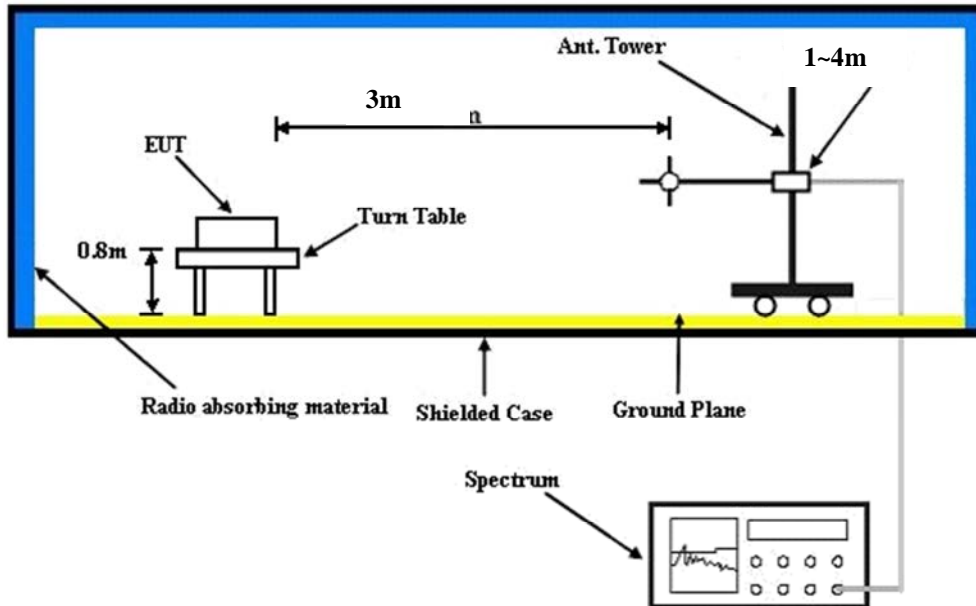 Ant. Tower
1~4m
3m
EUT
Turn Table
0.8m
Radio absorbing material
Shielded Case
Ground Plane
Spectrum